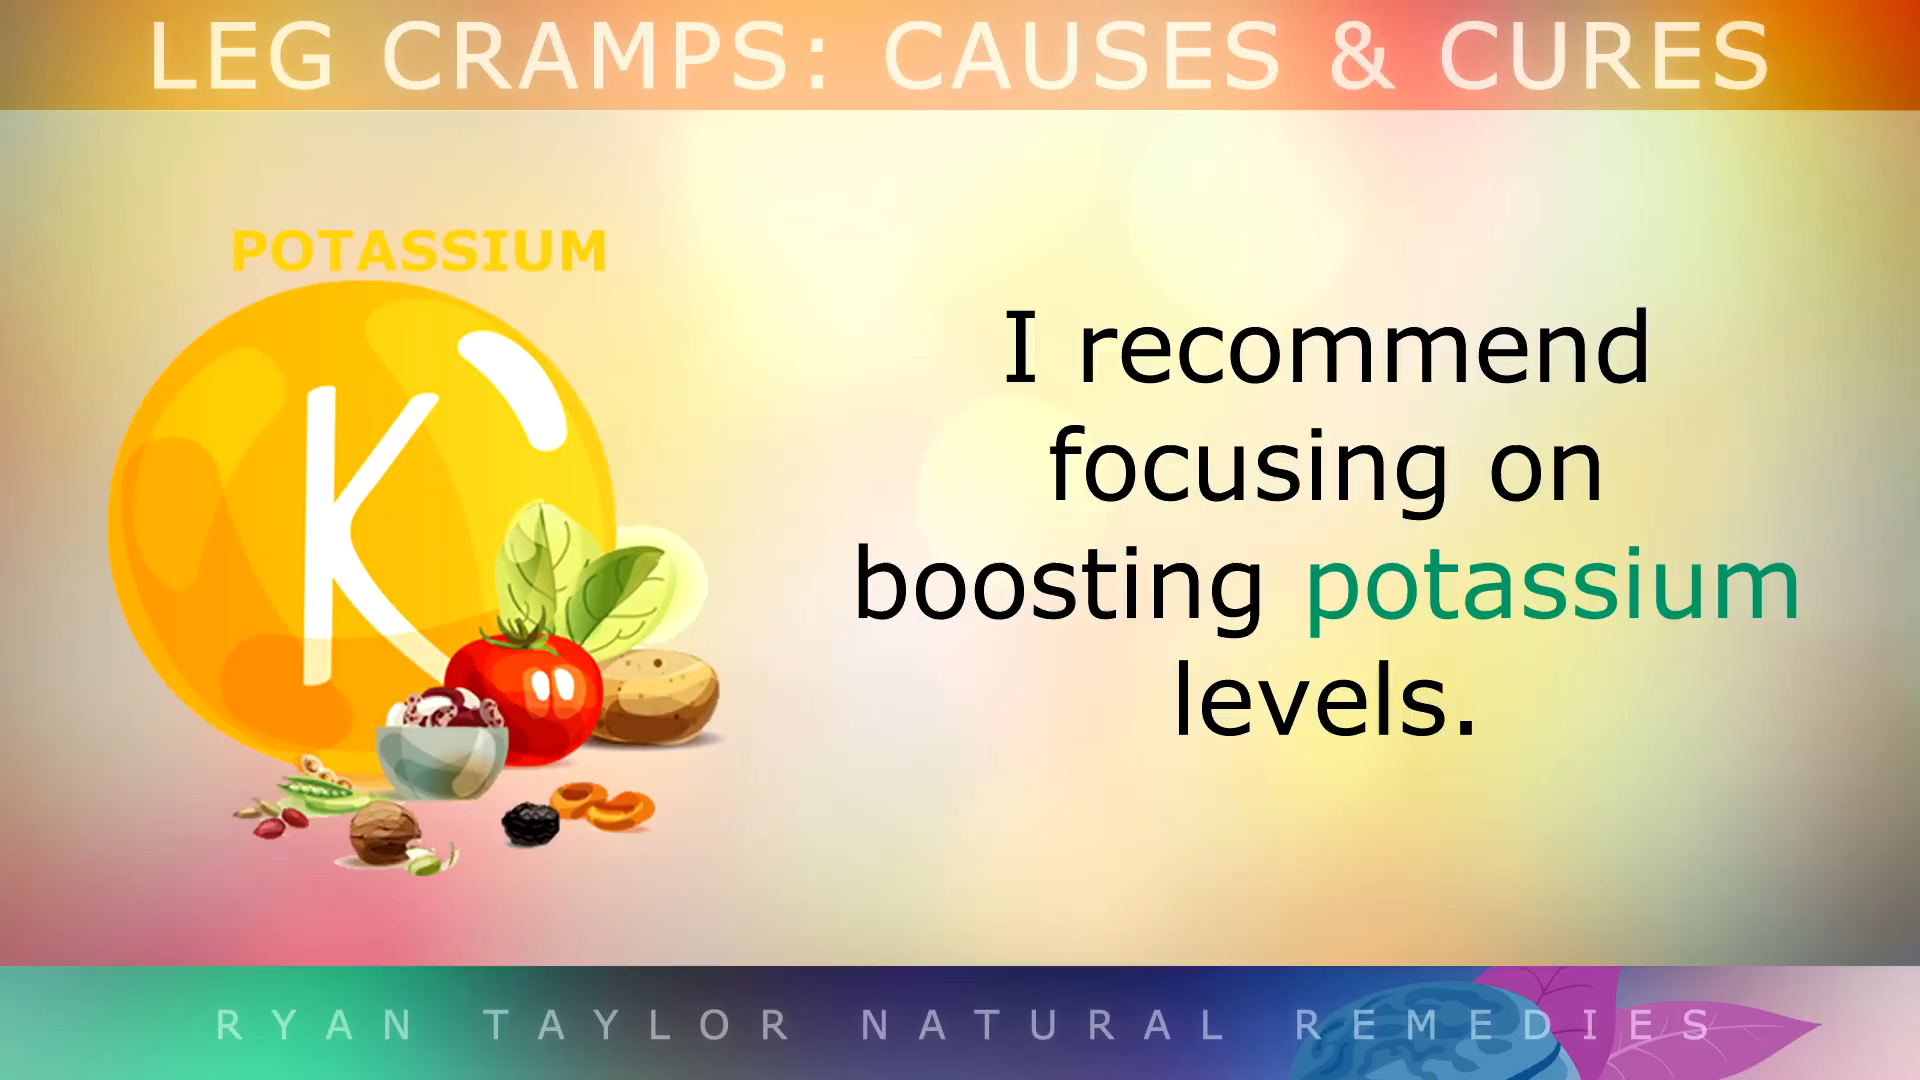 LEG CRAMPS: CAUSES & CURES
POTASSIUM
K
I recommend
focusing on
boosting potassium
levels.
RYAN TAYLOR NATURAL REMEDIES